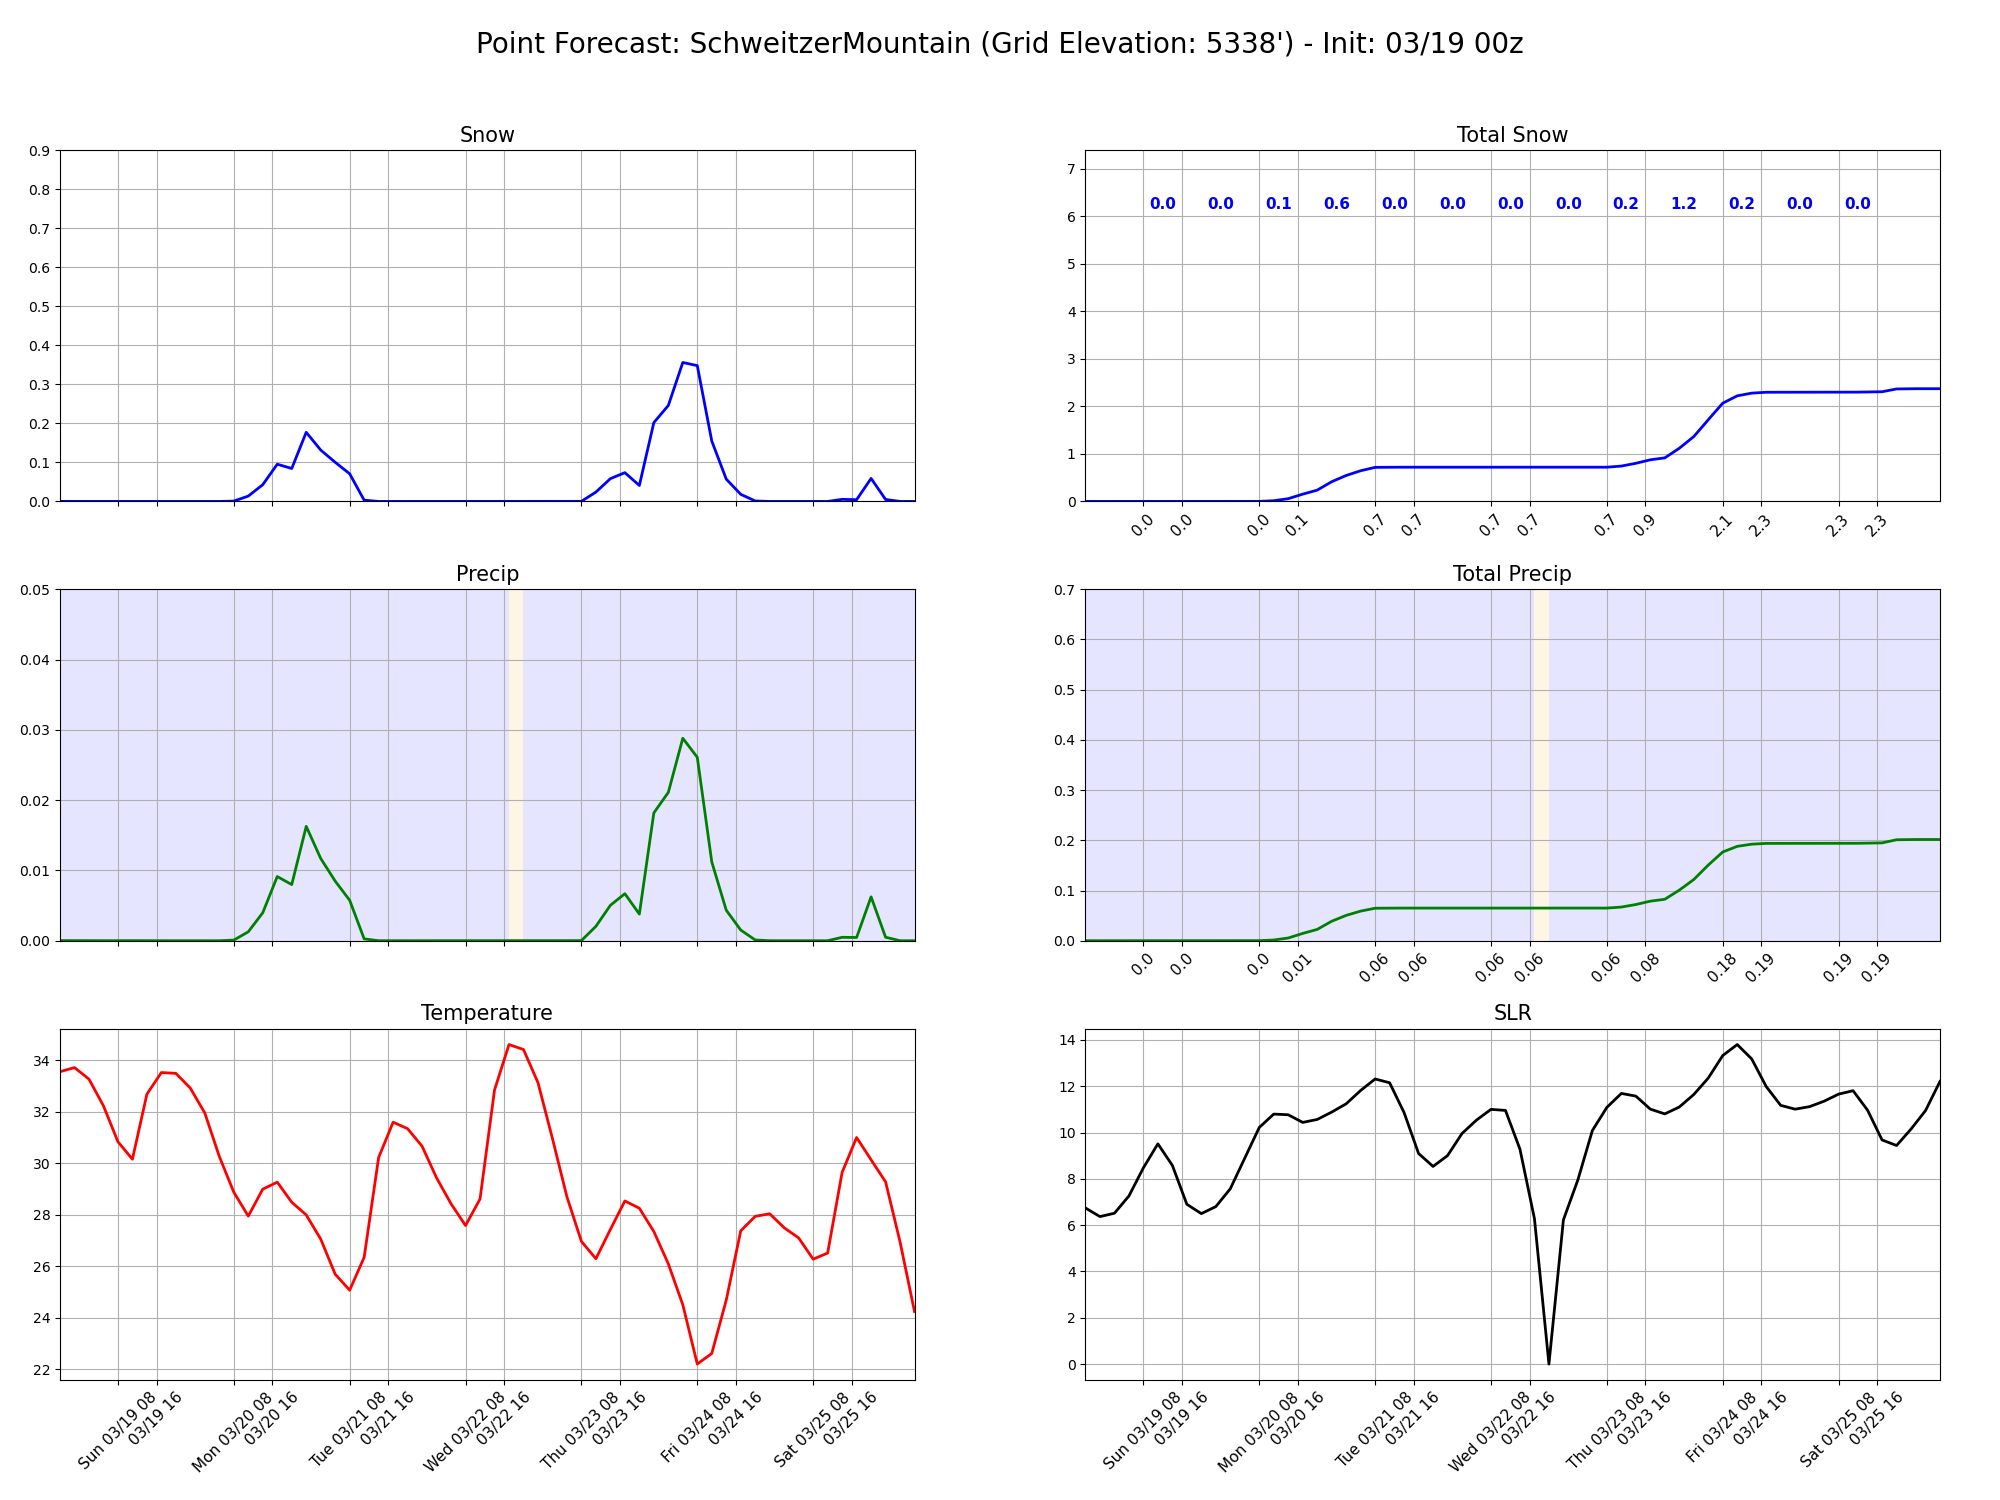 Point Forecast: SchweitzerMountain (Grid Elevation: 5338') - Init: 03/19 00z
Snow
0.9
0.8
0.7
0.6
0.5
0.4
0.3
0.2
0.1
0.0
Total Snow
7
6
5
4
3
2
1
0
0.0 0.0 0.1 0.6 0.0 0.0 0.0 0.0 0.2 1.2 0.2 0.0 0.0
0.0 0.0 0.0 0.1 0.7 0.7 0.7 0.7 0.7 0.9 2.1 2.3 2.3 2.3
Precip
0.05
0.04
0.03
0.02
0.01
0.00
Total Precip
0.7
0.6
0.5
0.4
0.3
0.2
0.1
0.0
0.0 0.0 0.0 0.01 0.06 0.06 0.06 0.06 0.06 0.08 0.18 0.19 0.19 0.19
Temperature
34
32
30
28
26
24
22
Sun 03/19 08
03/19 16
Mon 03/20 08
03/20 16
Tue 03/21 08
03/21 16
Wed 03/22 08
03/22 16
Thu 03/23 08
03/23 16
Fri 03/24 08
03/24 16
Sat 03/25 08
03/25 16
SLR
14
12
10
8
6
4
2
0
Sun 03/19 08
03/19 16
Mon 03/20 08
03/20 16
Tue 03/21 08
03/21 16
Wed 03/22 08
03/22 16
Thu 03/23 08
03/23 16
Fri 03/24 08
03/24 16
Sat 03/25 08
03/25 16